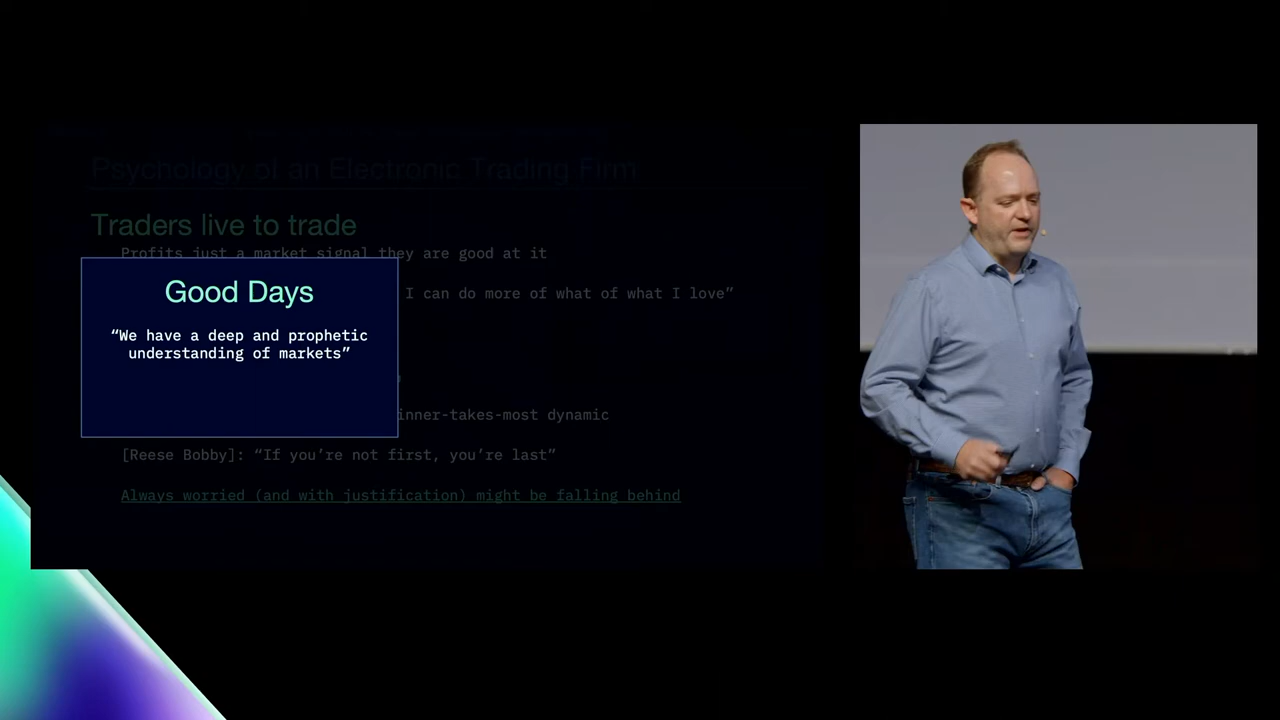 Psychology of an Electronic Trading Firm
Traders live to trade
Profits just a market signal they are good at it
I can do more of what of what I love”
Good Days
“We have a deep and prophetic
understanding of markets”
inner-takes-most dynamic
[Reese Bobby]: “If you’re not first, you’re last”
Always worried (and with justification) might be falling behind